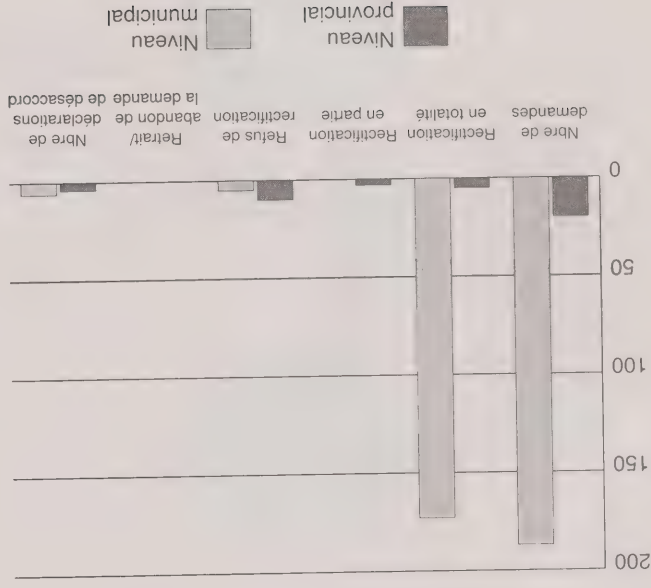 200
150
100
50
0
Nbre de
demandes
Rectification
en totalité
Rectification
en partie
Refus de
rectification
Retrait/
abandon de
la demande
Nbre de
déclarations
de désaccord
Niveau
provincial
Niveau
municipal